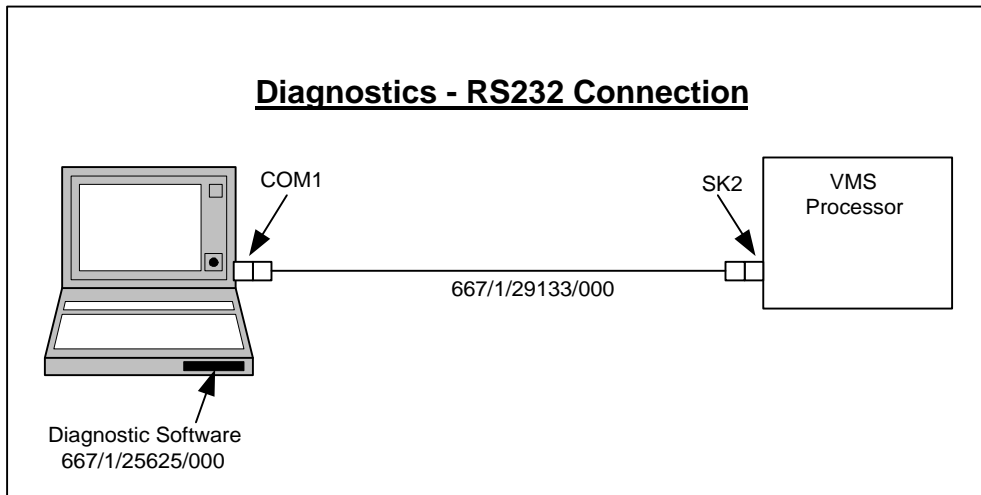 Diagnostics - RS232 Connection
COM1
SK2
VMS
Processor
667/1/29133/000
Diagnostic Software
667/1/25625/000